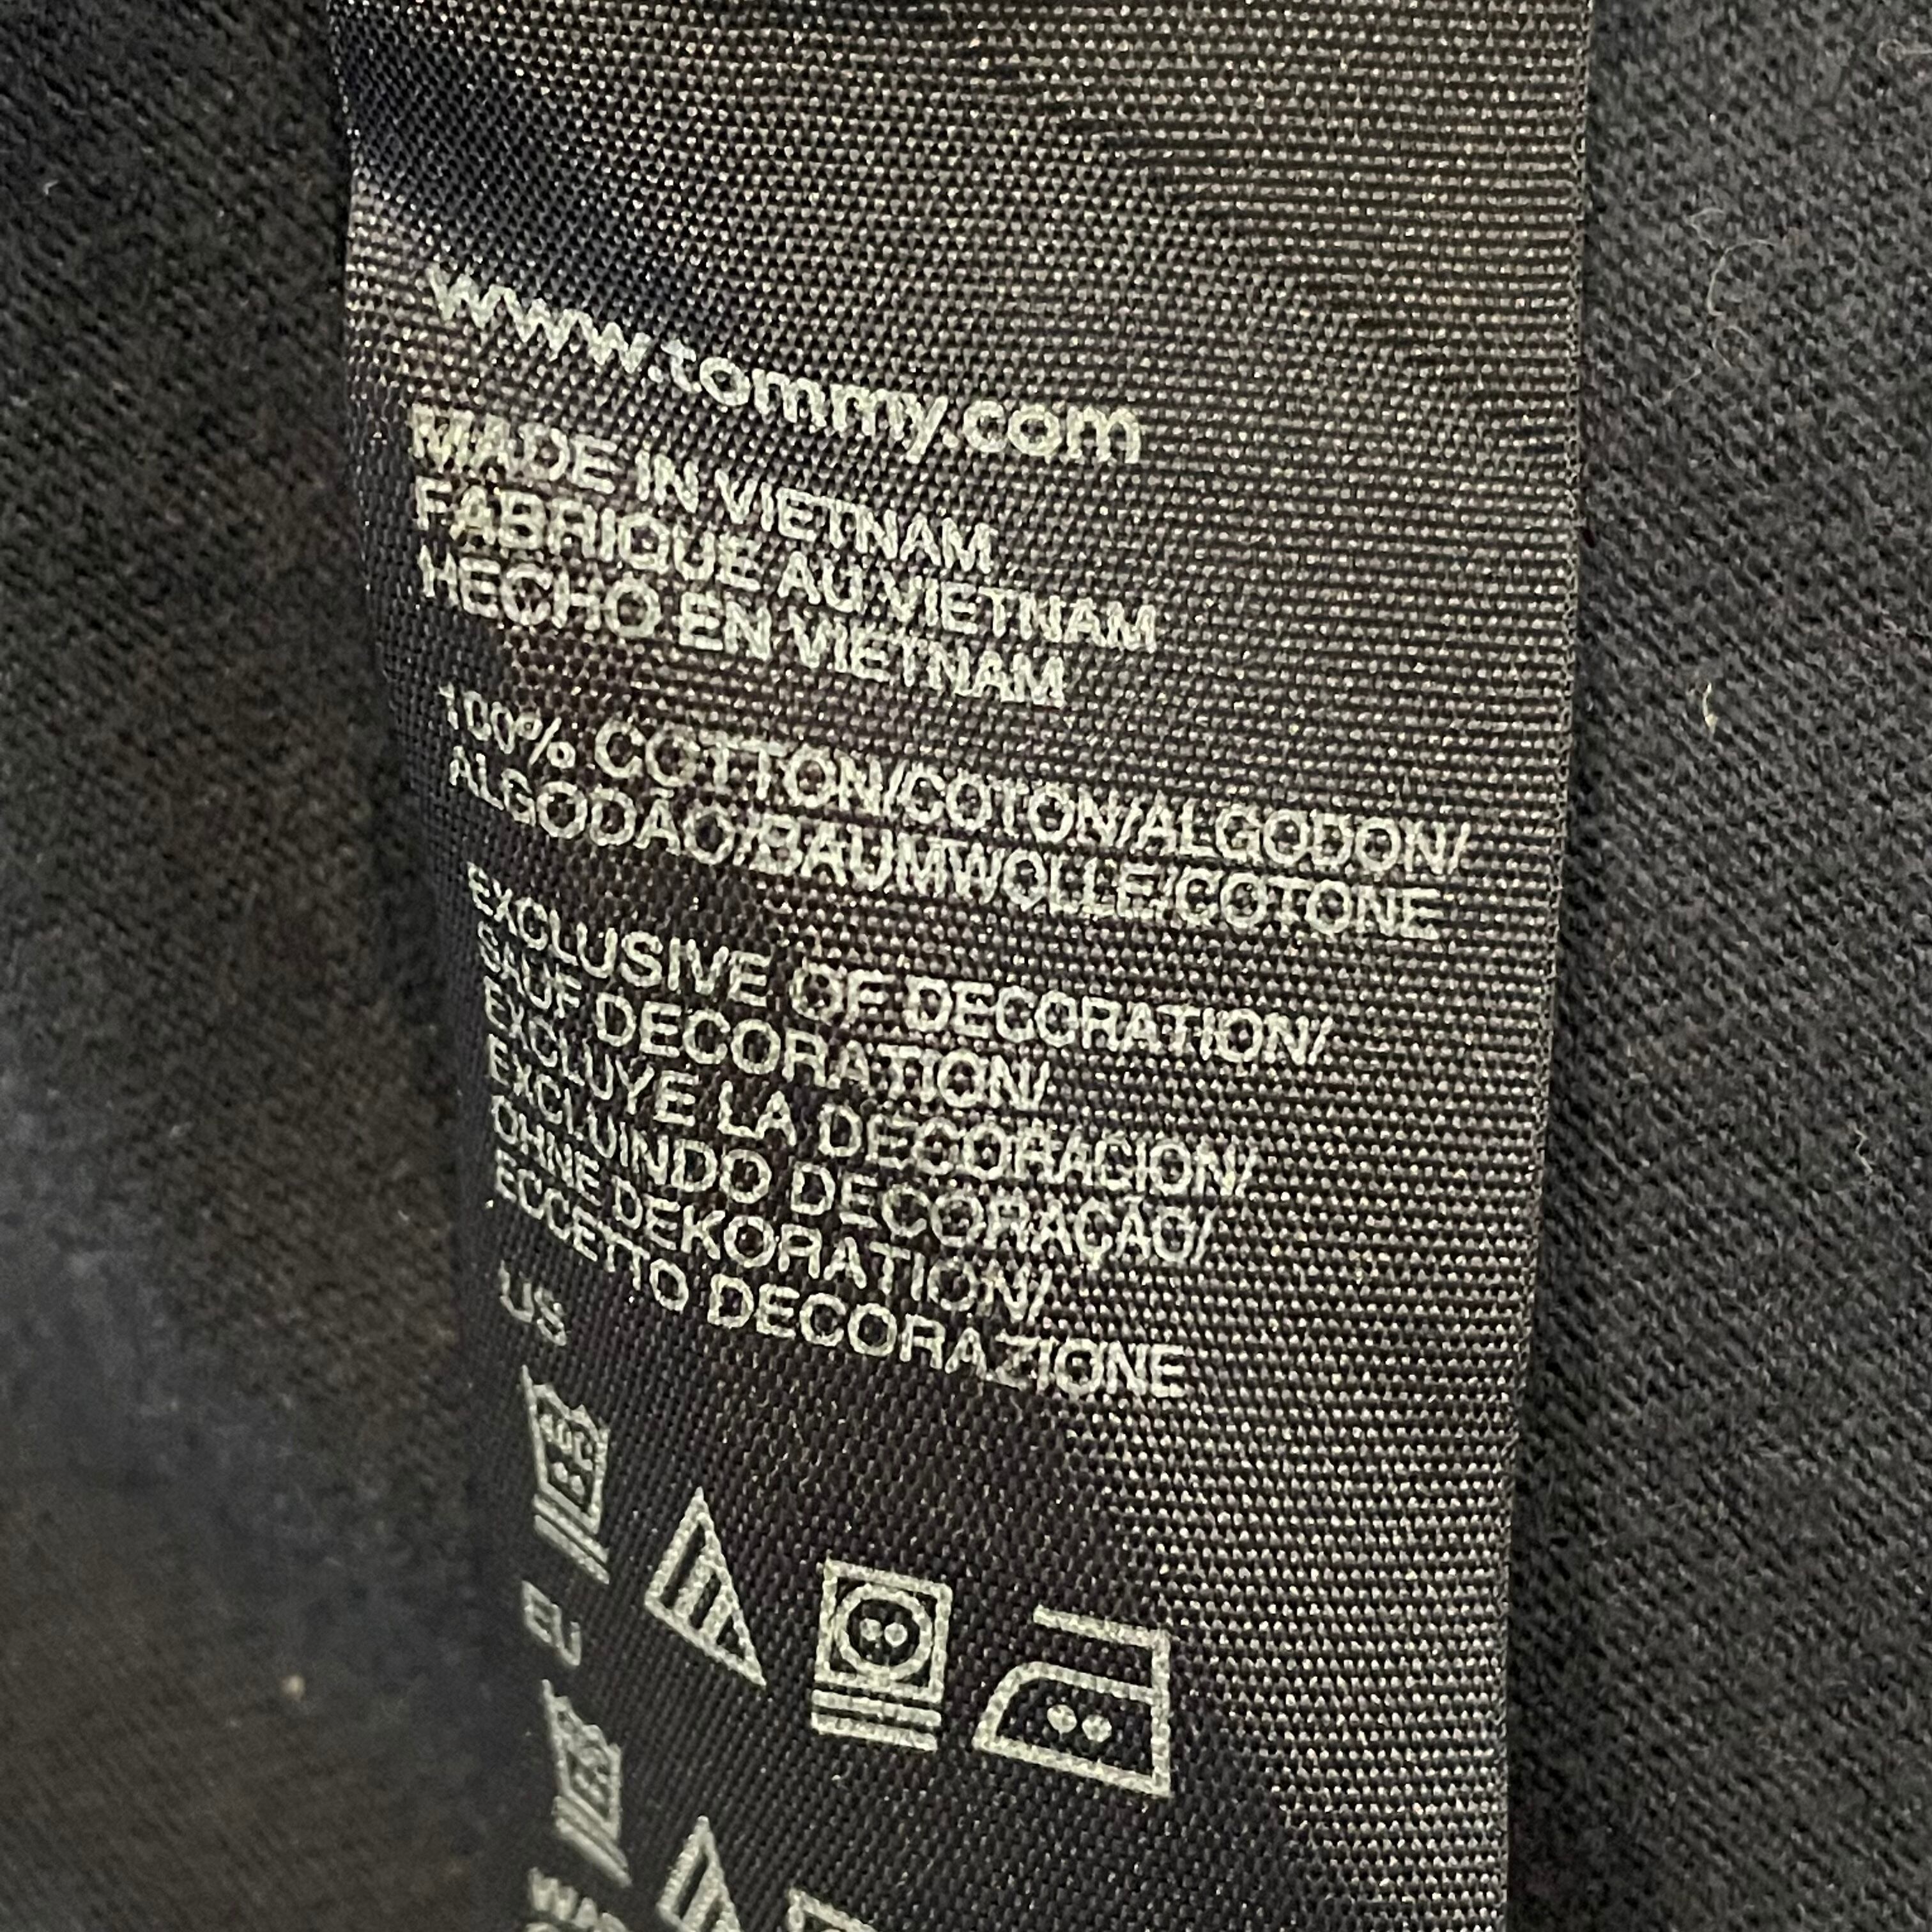 www.tommy.com
MADE IN VIETNAM
FABRIQUE AU VIETNAM
HECHO EN VIETNAM
100% COTTON/COTON/ALGODON/
ALGODÃO/BAUMWOLLE/COTONE
EXCLUSIVE OF DECORATION/
SAUF DECORATION/
EXCLUYE LA DECORACION/
EXCLUINDO DECORAÇÃO/
OHNE DEKORATION/
ECCETTO DECORAZIONE
US
EU